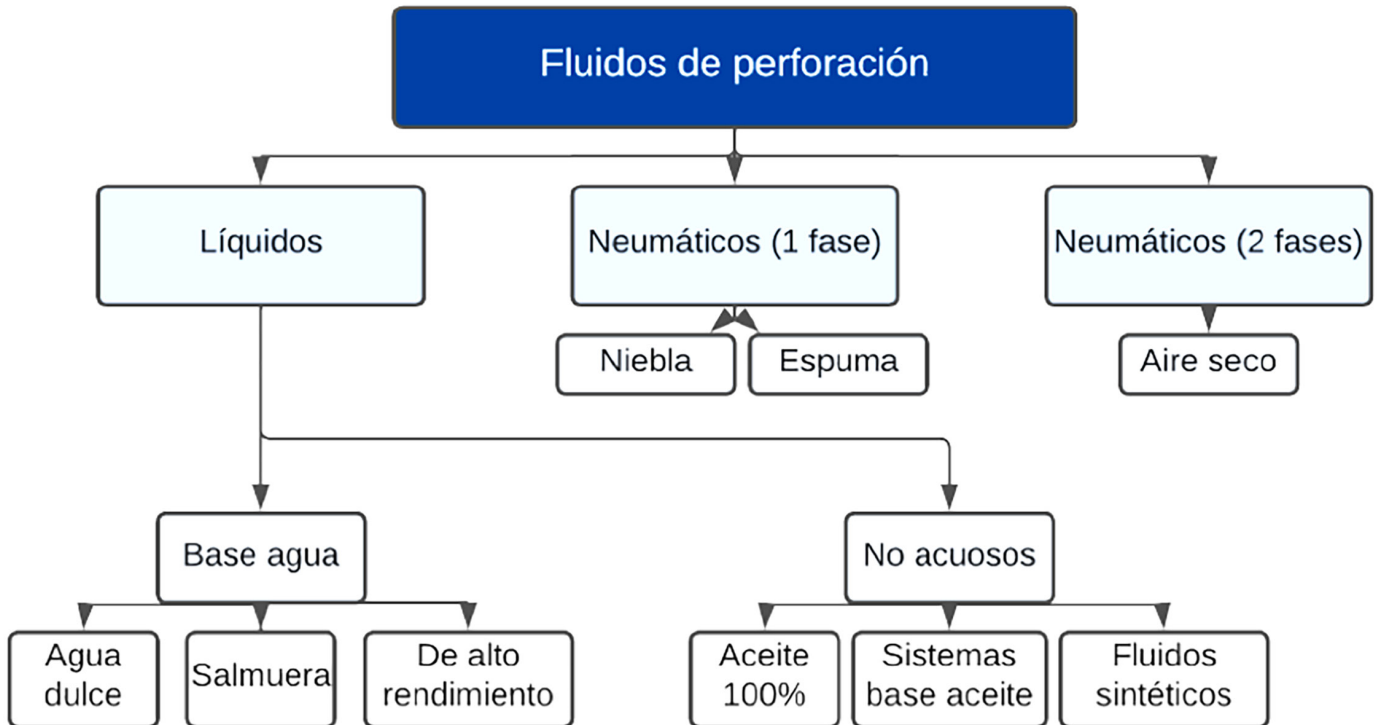 Fluidos de perforación
Líquidos
Neumáticos (1 fase)
Neumáticos (2 fases)
Niebla
Espuma
Aire seco
Base agua
No acuosos
Agua
dulce
Salmuera
De alto
rendimiento
Aceite
100%
Sistemas
base aceite
Fluidos
sintéticos